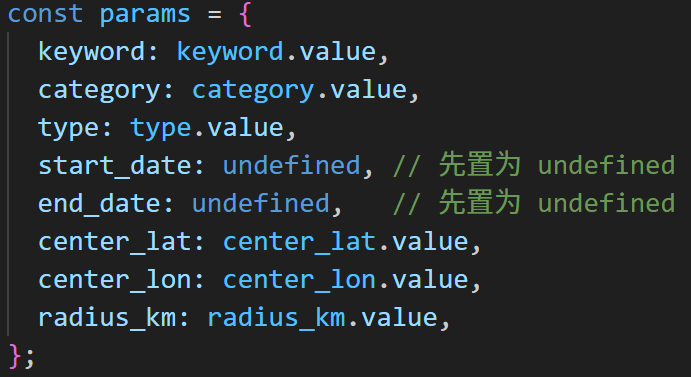 const params = {
  keyword: keyword.value,
  category: category.value,
  type: type.value,
  start_date: undefined, // 先置为 undefined
  end_date: undefined,   // 先置为 undefined
  center_lat: center_lat.value,
  center_lon: center_lon.value,
  radius_km: radius_km.value,
};